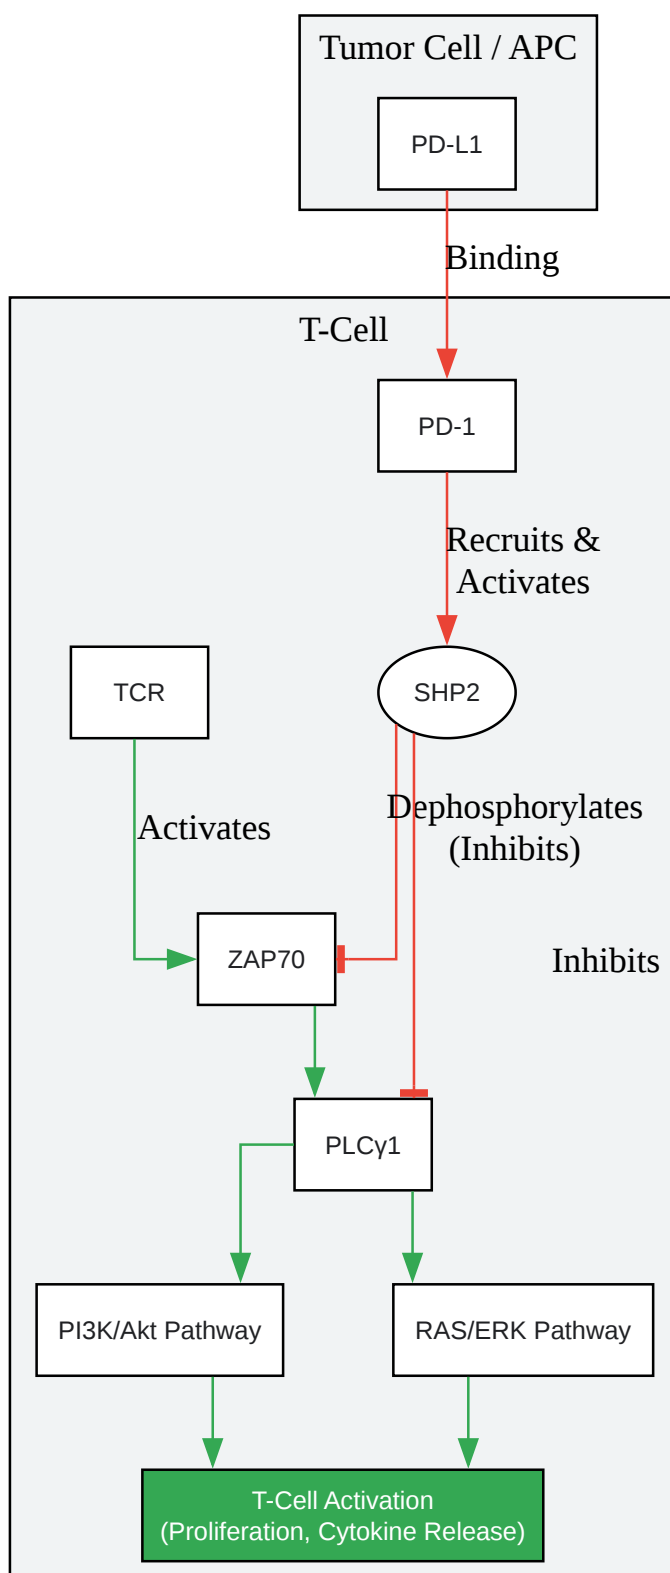 Tumor Cell / APC
PD-L1
Binding
T-Cell
PD-1
Recruits &
Activates
TCR
SHP2
Dephosphorylates
(Inhibits)
Activates
ZAP70
Inhibits
PLCγ1
PI3K/Akt Pathway
RAS/ERK Pathway
T-Cell Activation
(Proliferation, Cytokine Release)